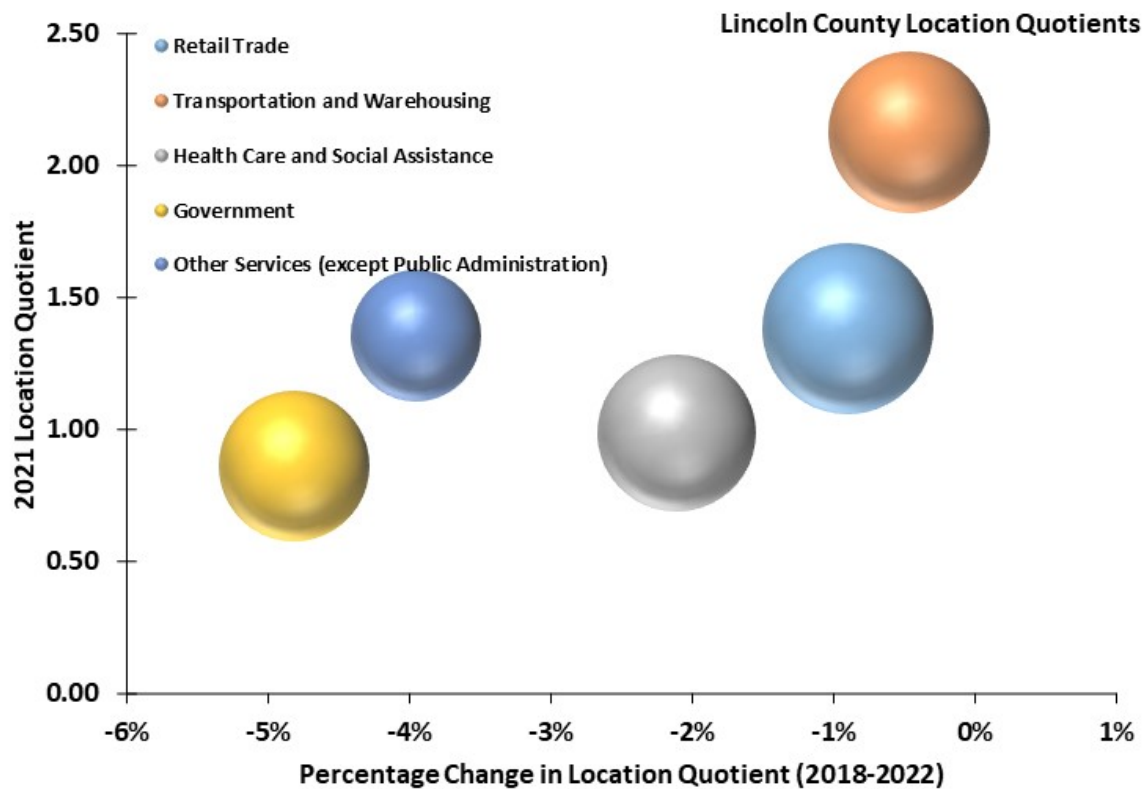 Lincoln County Location Quotients
Retail Trade
Transportation and Warehousing
Health Care and Social Assistance
Government
Other Services (except Public Administration)
2021 Location Quotient
2.50
2.00
1.50
1.00
0.50
0.00
-6% -5% -4% -3% -2% -1% 0% 1%
Percentage Change in Location Quotient (2018-2022)